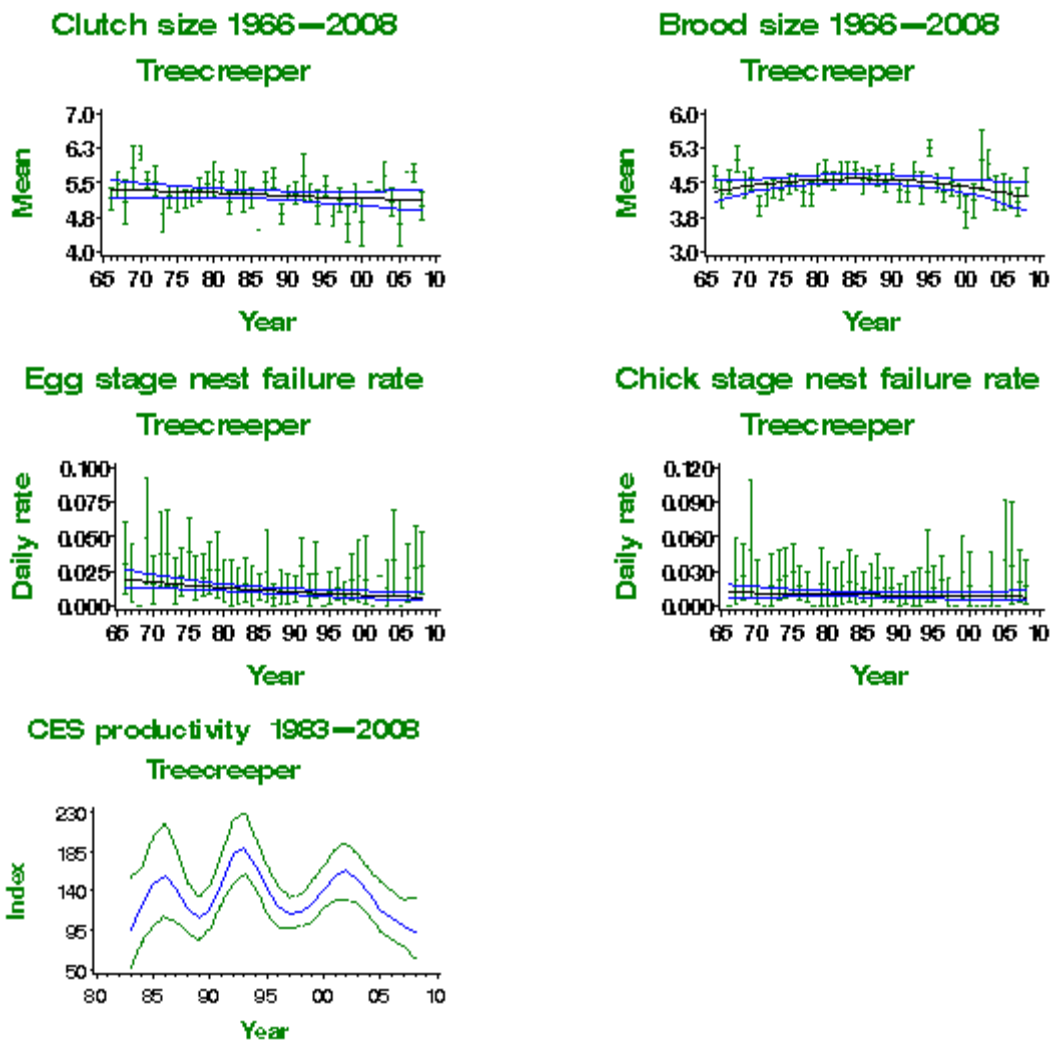 Clutch size 1966—2008
Treecreeper
7.0
6.3
5.5
4.8
4.0
Mean
65 70 75 80 85 90 95 00 05 10
Year
Brood size 1966—2008
Treecreeper
6.0
5.3
4.5
3.8
3.0
Mean
65 70 75 80 85 90 95 00 05 10
Year
Egg stage nest failure rate
Treecreeper
0.100
0.075
0.050
0.025
0.000
Daily rate
65 70 75 80 85 90 95 00 05 10
Year
Chick stage nest failure rate
Treecreeper
0.120
0.090
0.060
0.030
0.000
Daily rate
65 70 75 80 85 90 95 00 05 10
Year
CES productivity 1983—2008
Treecreeper
230
185
140
95
50
Index
80 85 90 95 00 05 10
Year